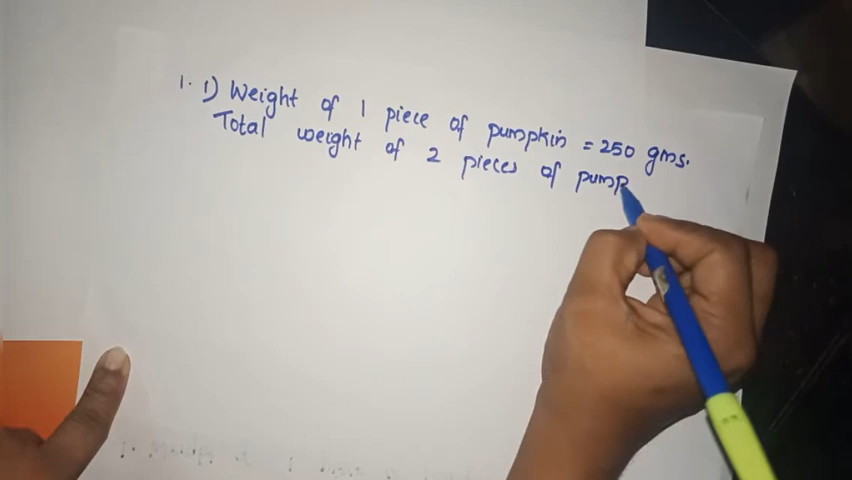 1. 1) Weight of 1 piece of pumpkin = 250 gms.
Total weight of 2 pieces of pump